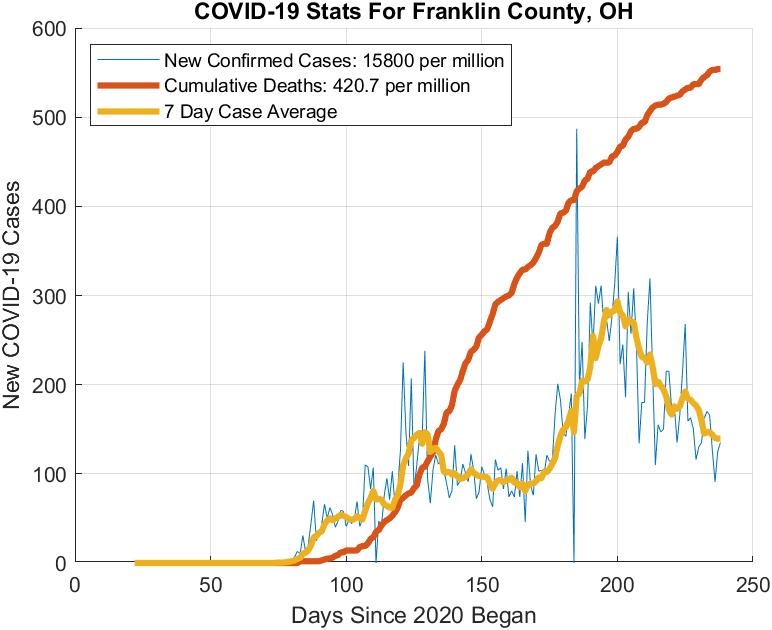 COVID-19 Stats For Franklin County, OH
600
New Confirmed Cases: 15800 per million
Cumulative Deaths: 420.7 per million
7 Day Case Average
500
400
300
200
100
0
New COVID-19 Cases
0 50 100 150 200 250
Days Since 2020 Began